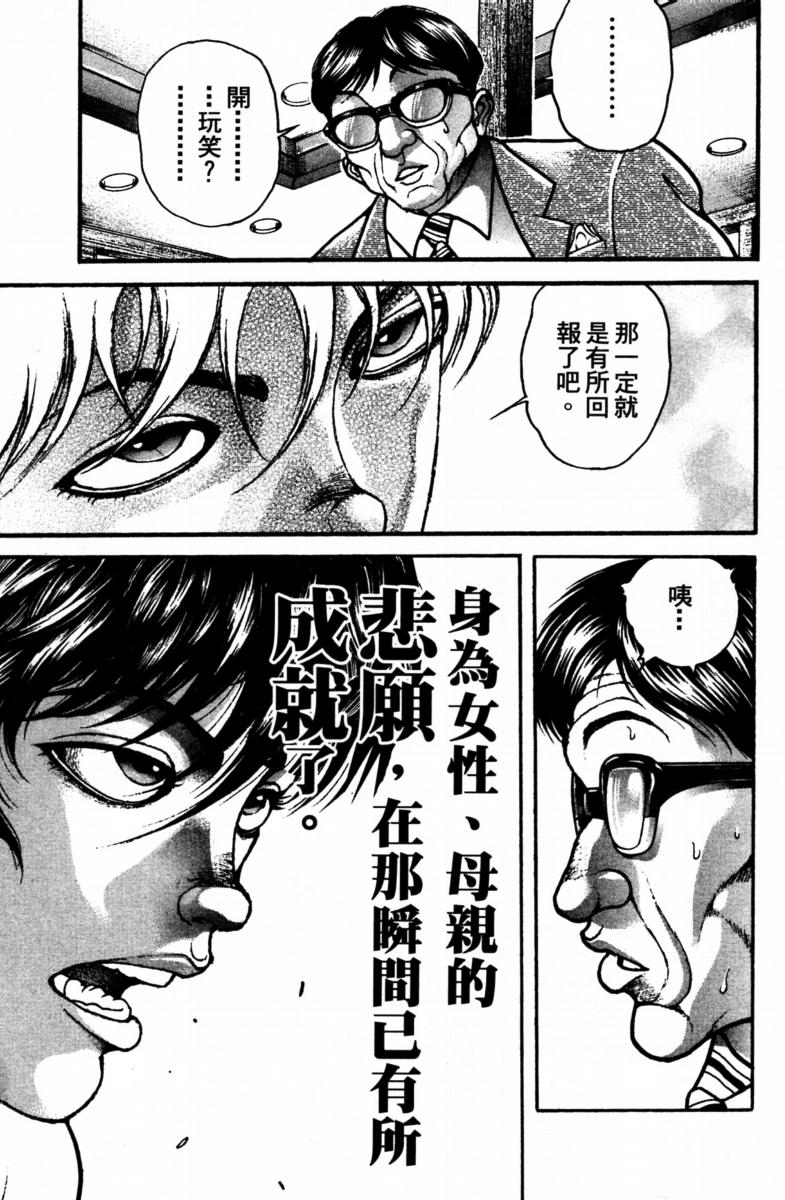 …………
開………
…玩笑？
………
那一定就
是有所回
報了吧。
咦…
身為女性、母親的
悲願，在那瞬間已有所
成就了。